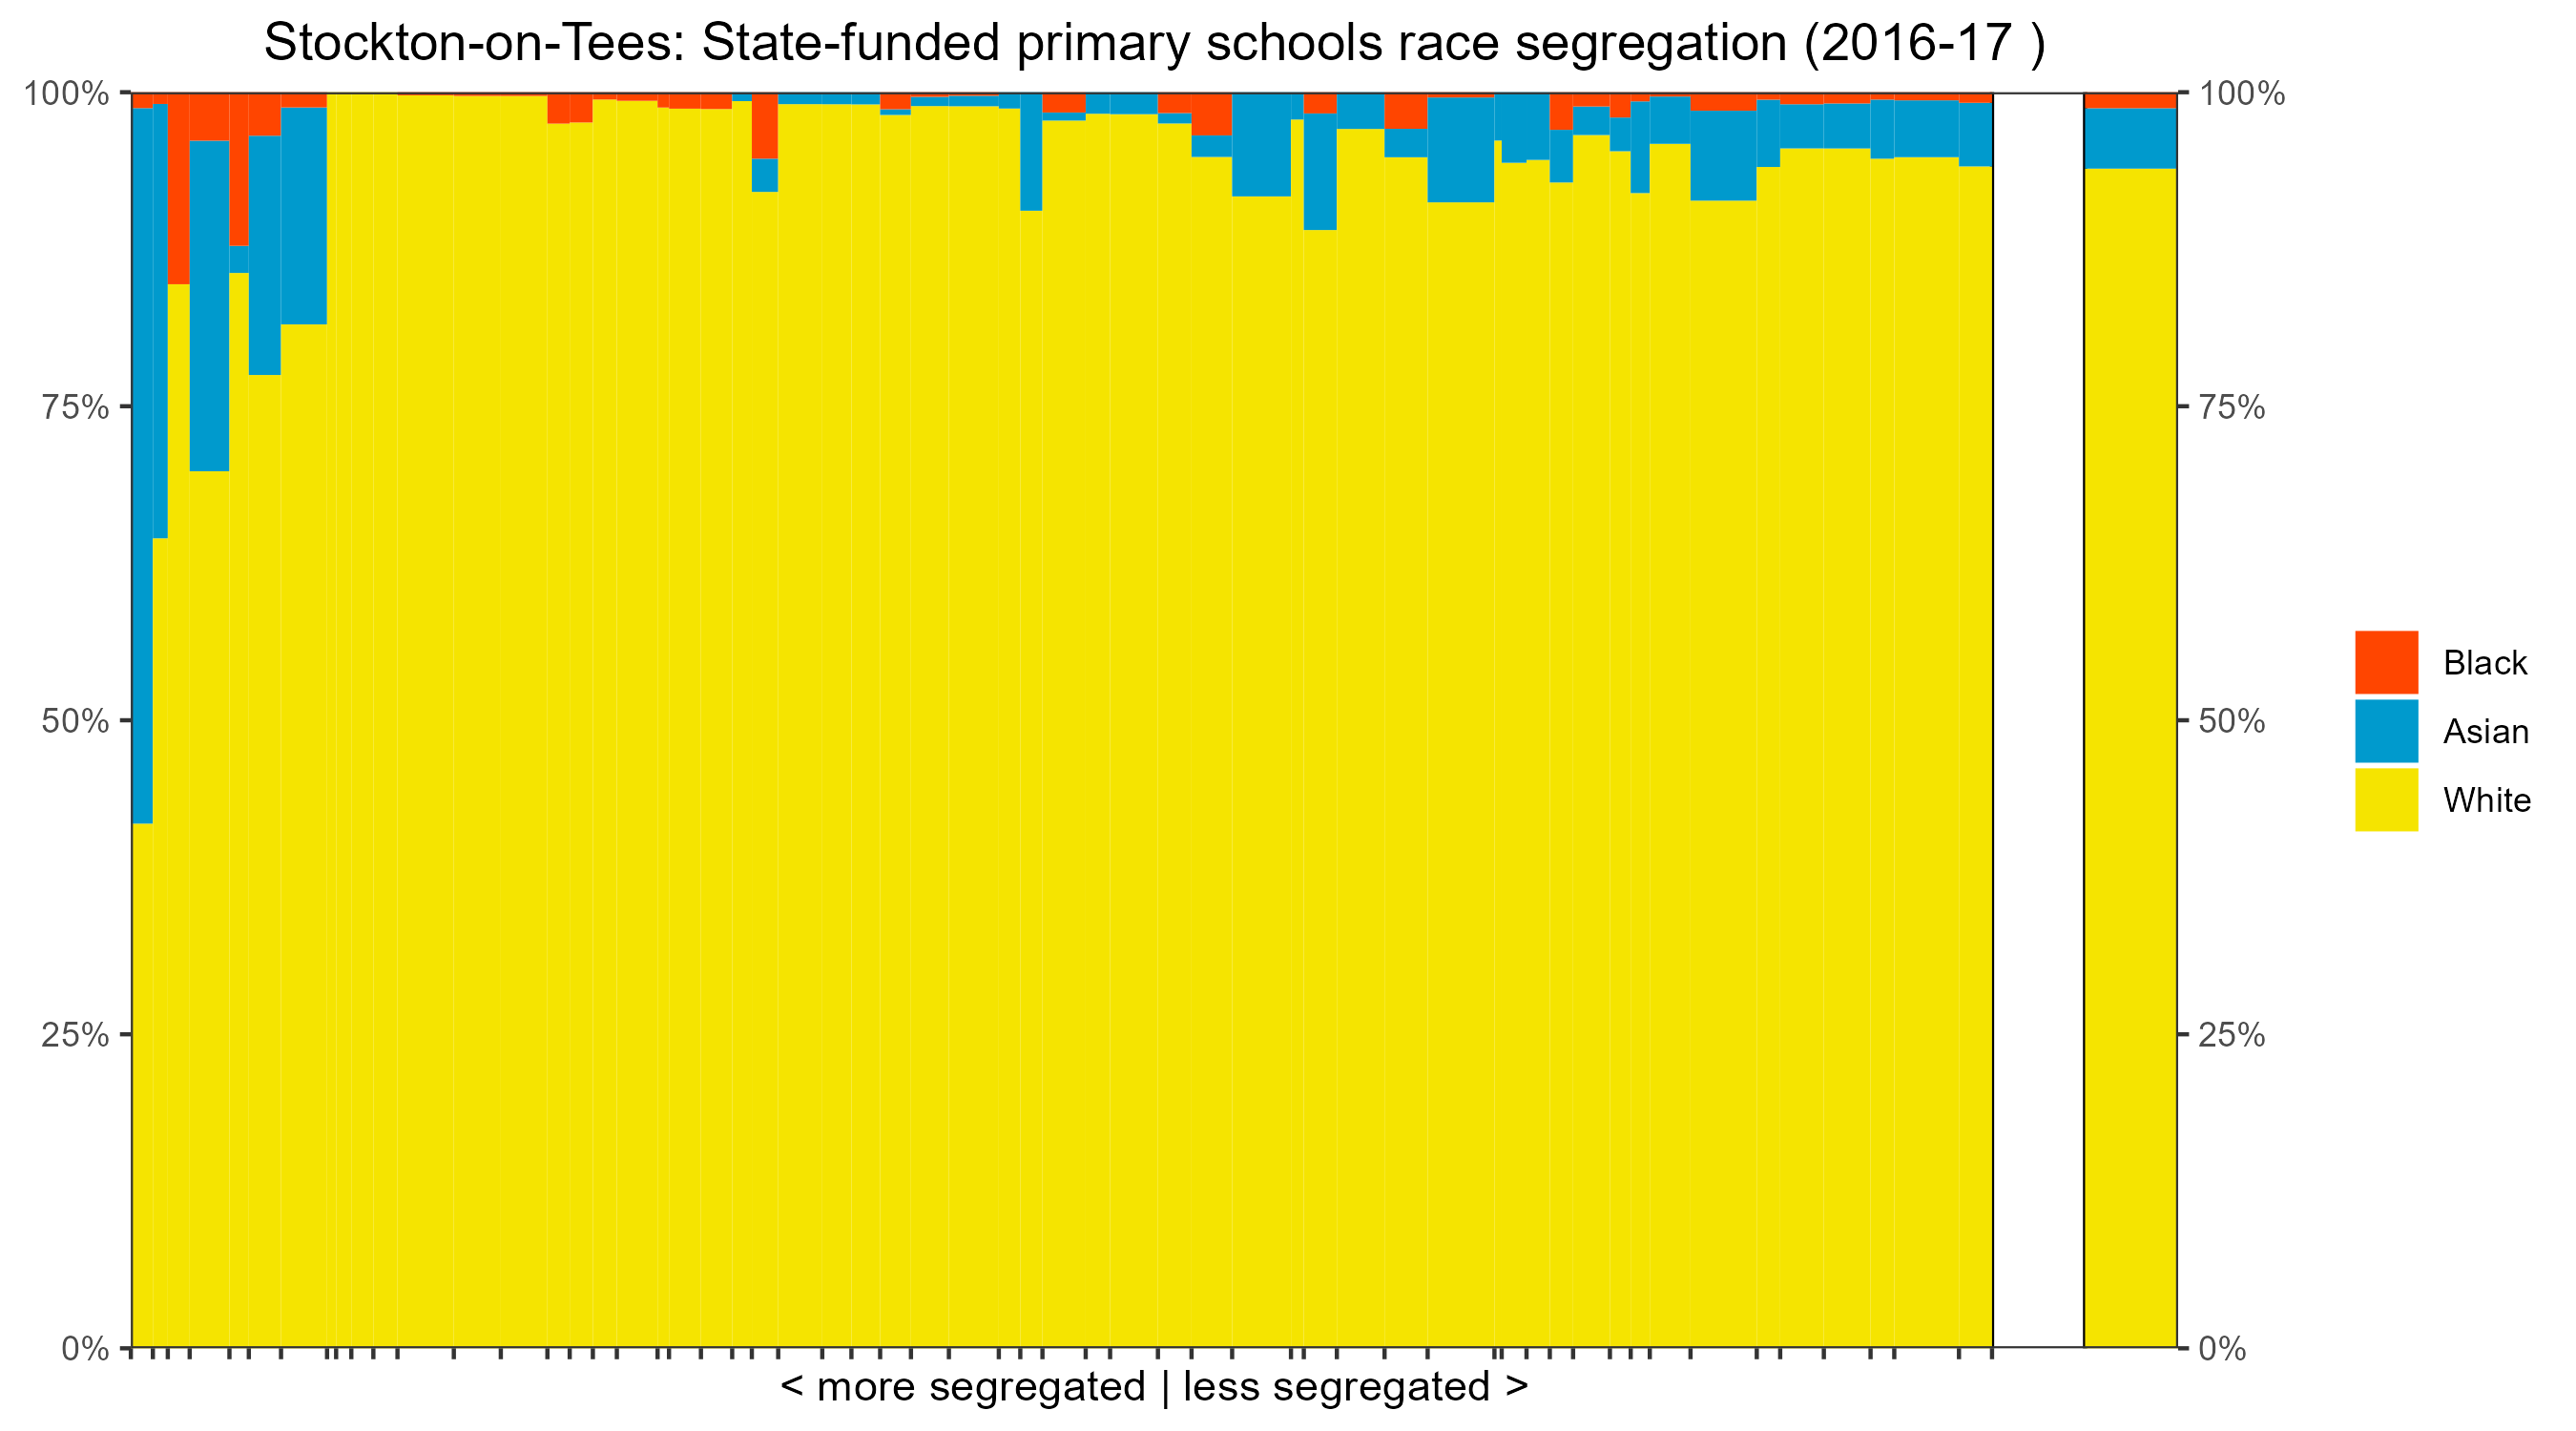 Stockton-on-Tees: State-funded primary schools race segregation (2016-17 )
100%
75%
50%
25%
0%
100%
75%
50%
25%
0%
Black
Asian
White
< more segregated | less segregated >